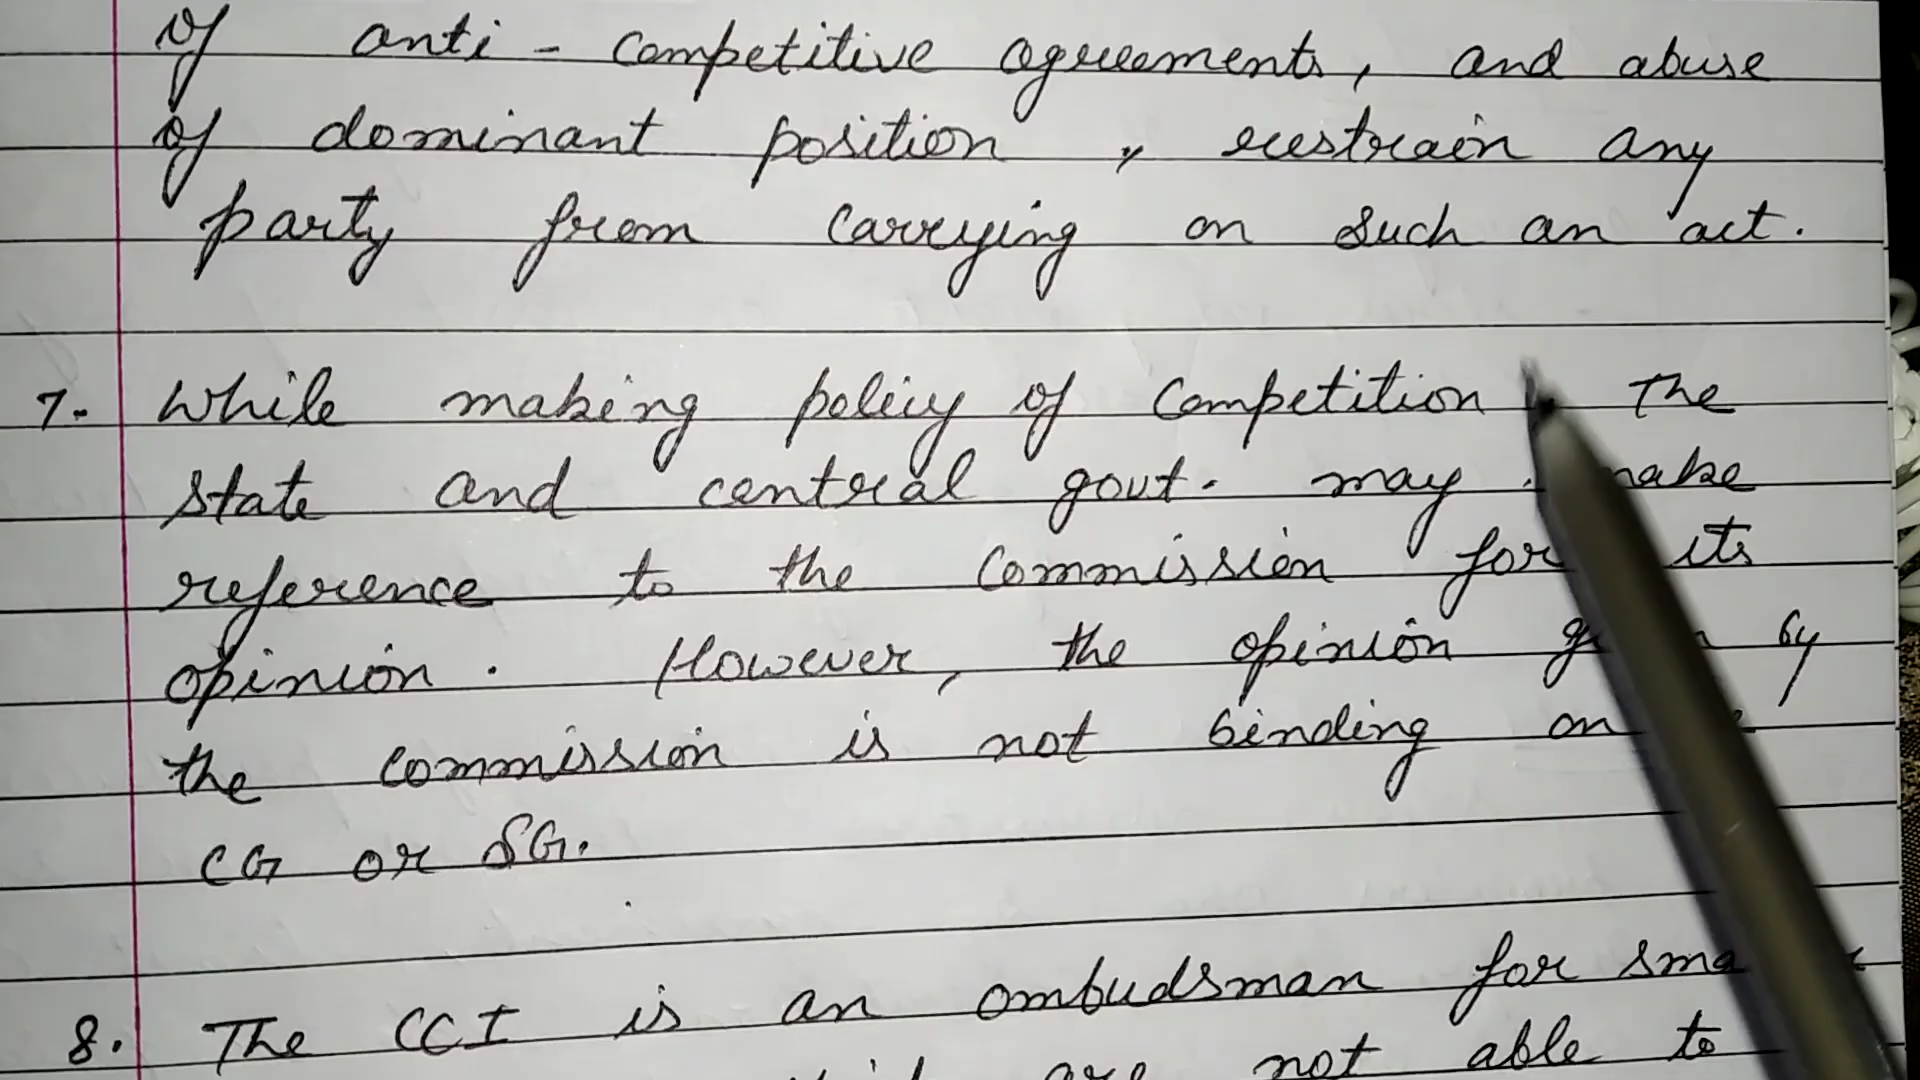 of anti - competitive agreements, and abuse
of dominant position, restrain any
party from carrying on such an act.
7. While making policy of competition the
state and central govt. may
reference to the commission for its
opinion. However, the opinion by
the commission is not binding on
CG or SG.
8. The CCI is an ombudsman for
are not able to